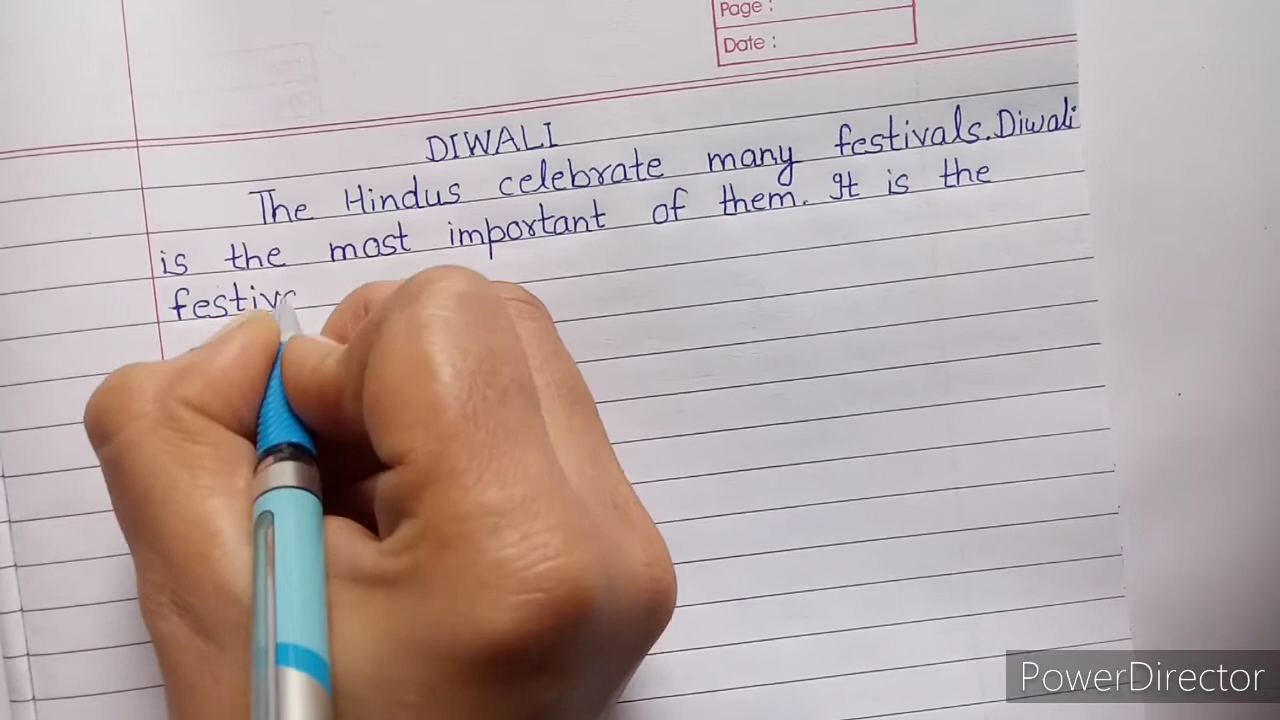 Page :
Date :
DIWALI
The Hindus celebrate many festivals. Diwali
is the most important of them. It is the
festiva
PowerDirector